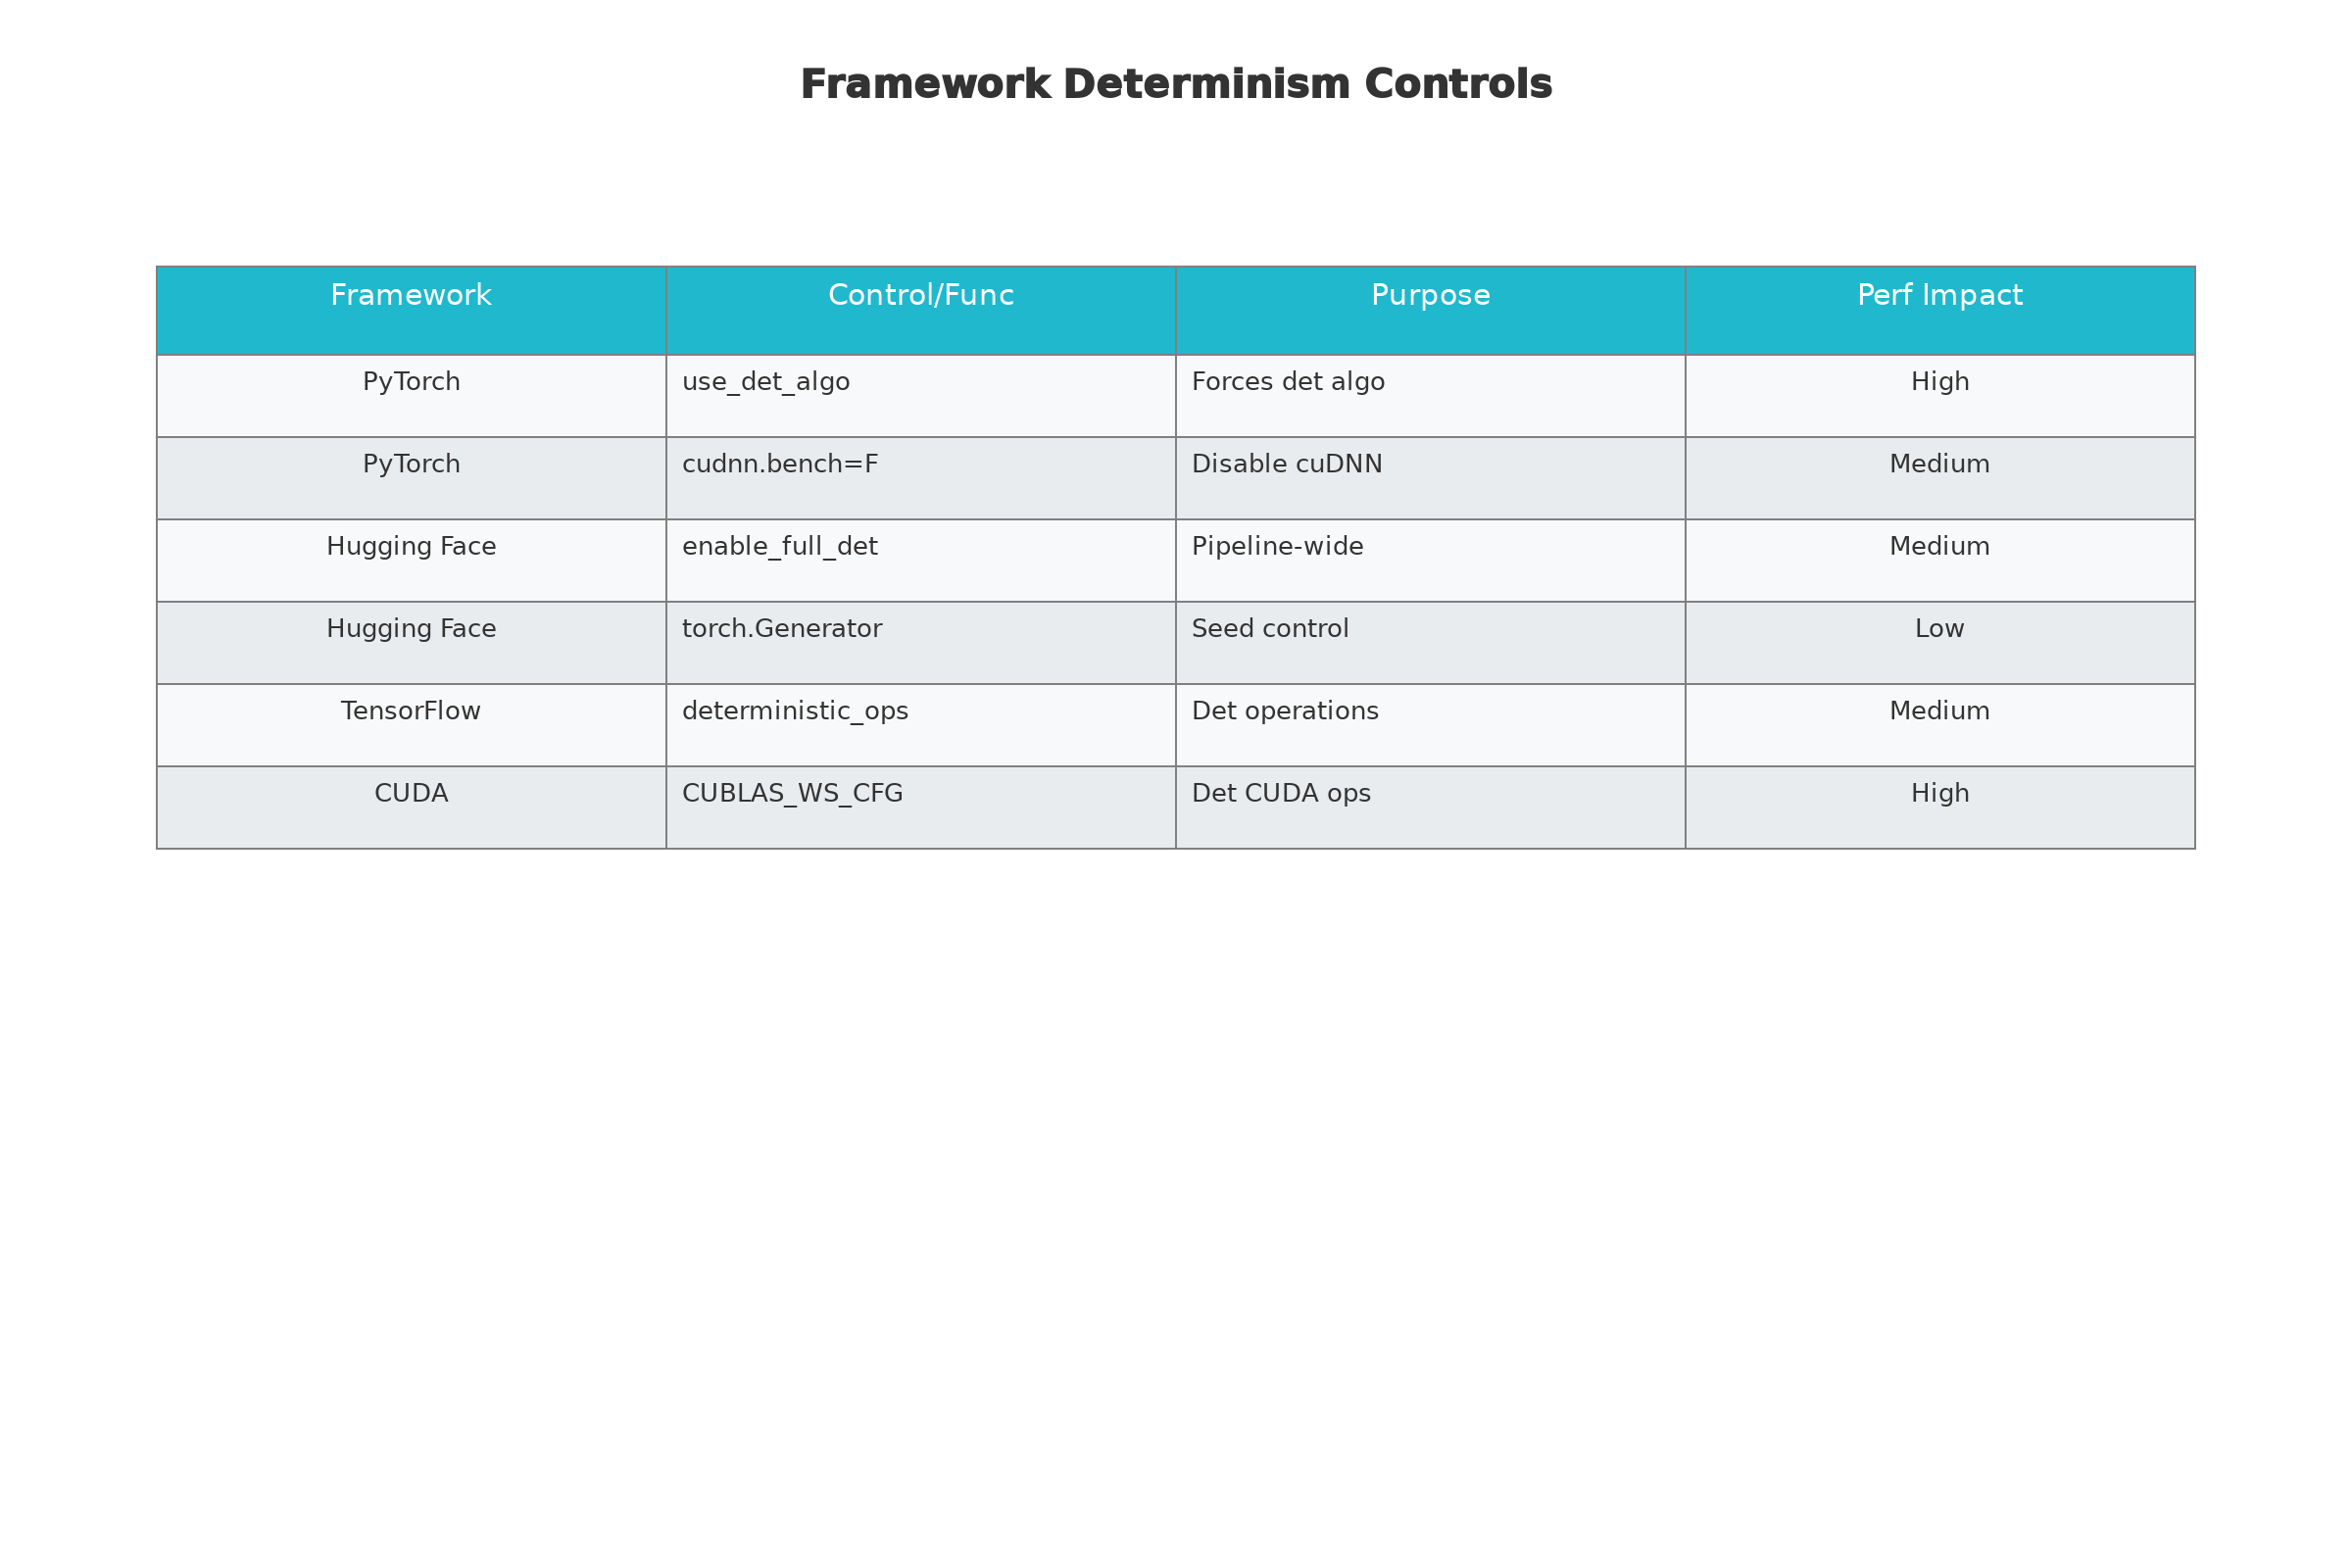 Framework Determinism Controls
Framework Control/Func Purpose Perf Impact
PyTorch use_det_algo Forces det algo High
PyTorch cudnn.bench=F Disable cuDNN Medium
Hugging Face enable_full_det Pipeline-wide Medium
Hugging Face torch.Generator Seed control Low
TensorFlow deterministic_ops Det operations Medium
CUDA CUBLAS_WS_CFG Det CUDA ops High